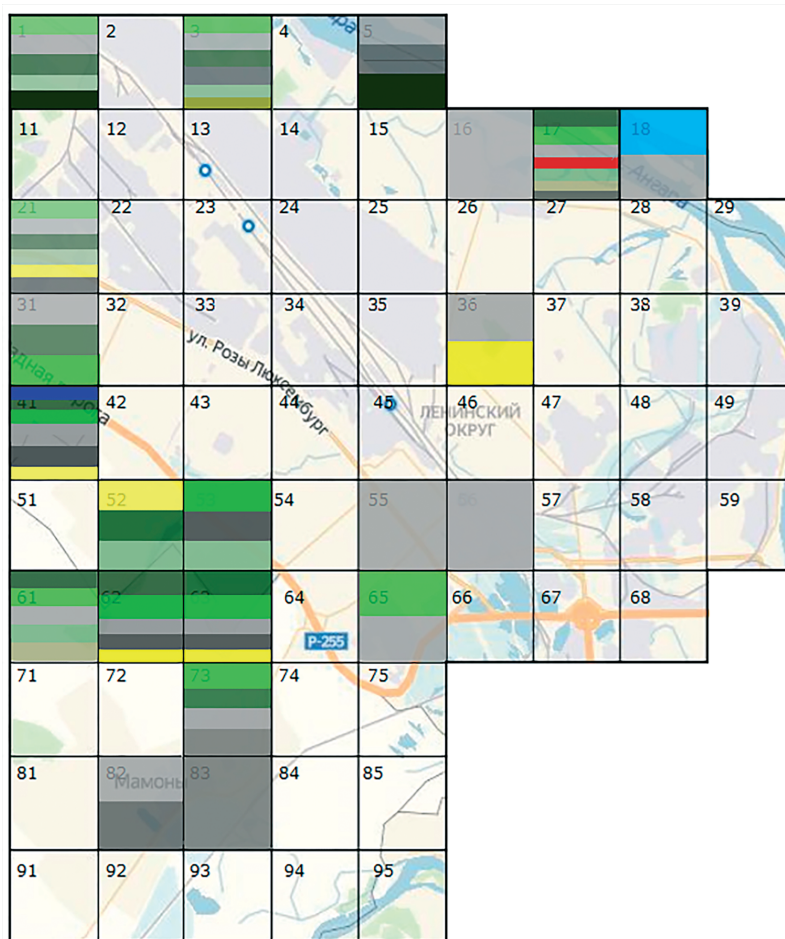 1 2 3 4 5
11 12 13 14 15 16 17 18
Ангара
21 22 23 24 25 26 27 28 29
31 32 33 34 35 36 37 38 39
ул. Розы Люксембург
41 42 43 44 45 46 47 48 49
ЛЕНИНСКИЙ
ОКРУГ
51 52 53 54 55 56 57 58 59
61 62 63 64 65 66 67 68
Р-255
71 72 73 74 75
81 82 83 84 85
Мамоны
91 92 93 94 95